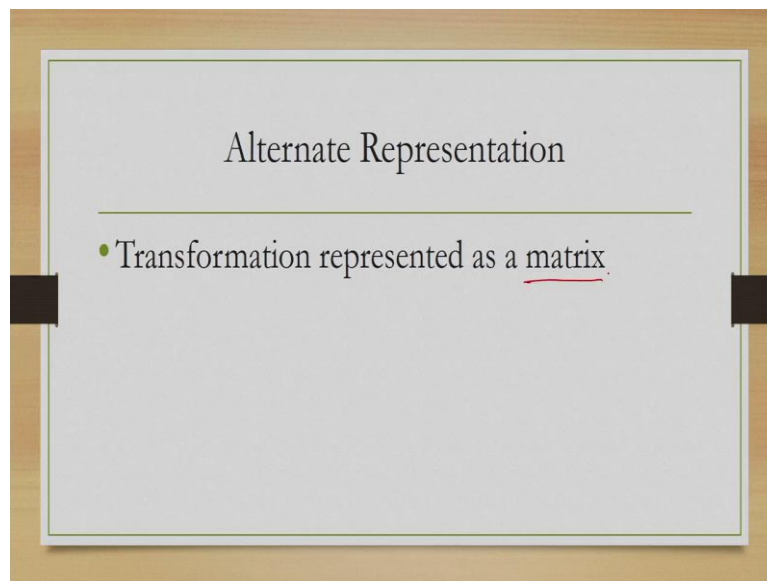 Alternate Representation
• Transformation represented as a matrix